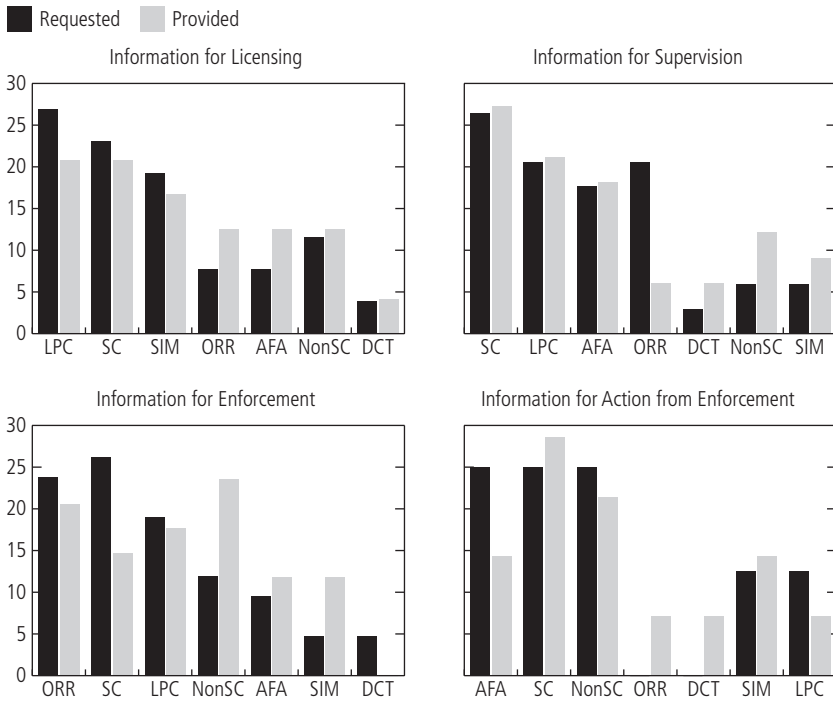 Requested Provided
Information for Licensing
30
25
20
15
10
5
0
LPC SC SIM ORR AFA NonSC DCT
Information for Supervision
SC LPC AFA ORR DCT NonSC SIM
Information for Enforcement
30
25
20
15
10
5
0
ORR SC LPC NonSC AFA SIM DCT
Information for Action from Enforcement
AFA SC NonSC ORR DCT SIM LPC